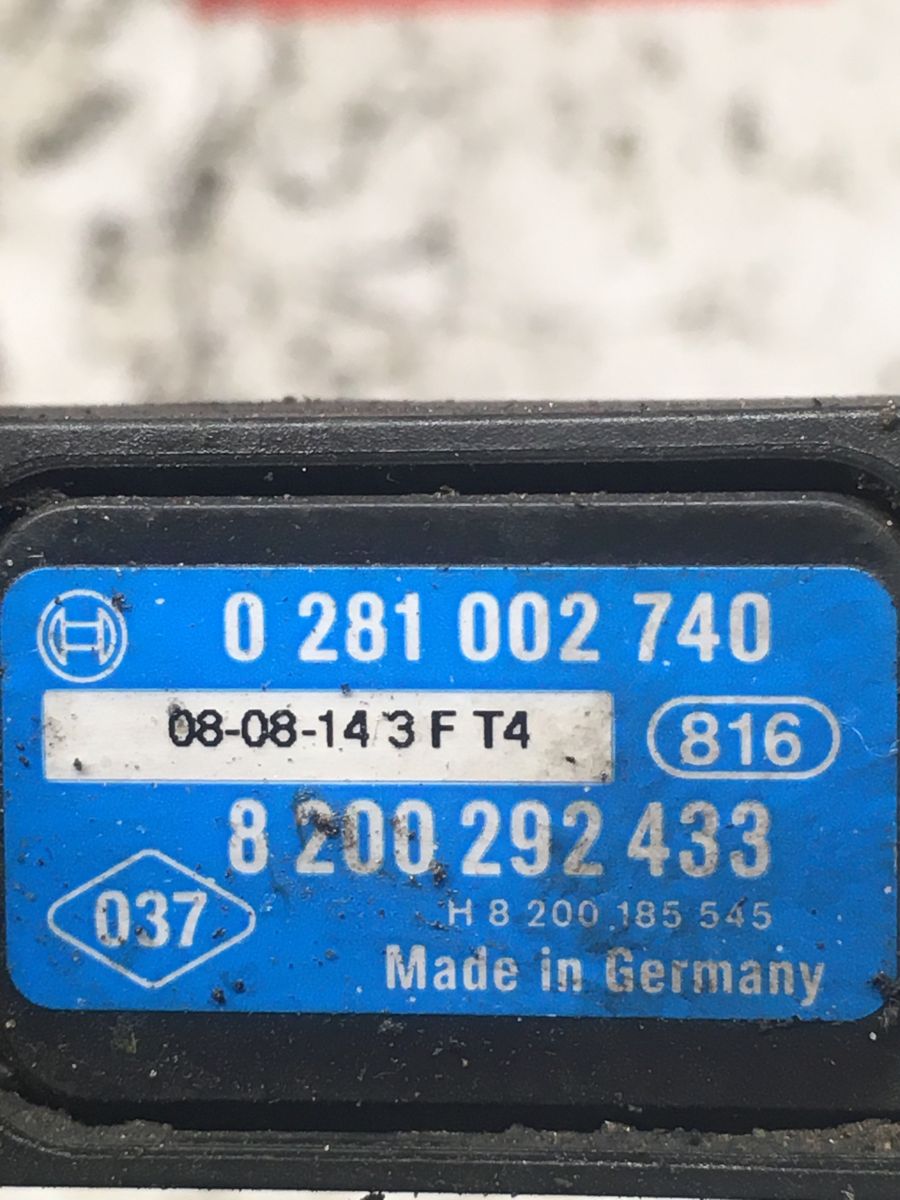 0 281 002 740
08-08-14 3 F T4
816
8 200 292 433
037
H 8 200 185 545
Made in Germany